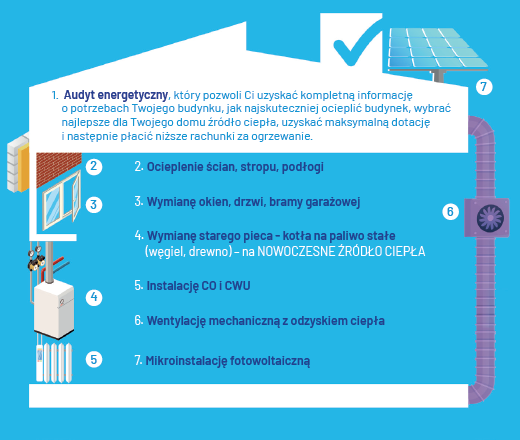 1. Audyt energetyczny, który pozwoli Ci uzyskać kompletną informację
o potrzebach Twojego budynku, jak najskuteczniej ocieplić budynek, wybrać
najlepsze dla Twojego domu źródło ciepła, uzyskać maksymalną dotację
i następnie płacić niższe rachunki za ogrzewanie.
7
2 2. Ocieplenie ścian, stropu, podłogi
3 3. Wymianę okien, drzwi, bramy garażowej
6
4. Wymianę starego pieca - kotła na paliwo stałe
(węgiel, drewno) – na NOWOCZESNE ŹRÓDŁO CIEPŁA
4 5. Instalację CO i CWU
6. Wentylację mechaniczną z odzyskiem ciepła
5 7. Mikroinstalację fotowoltaiczną